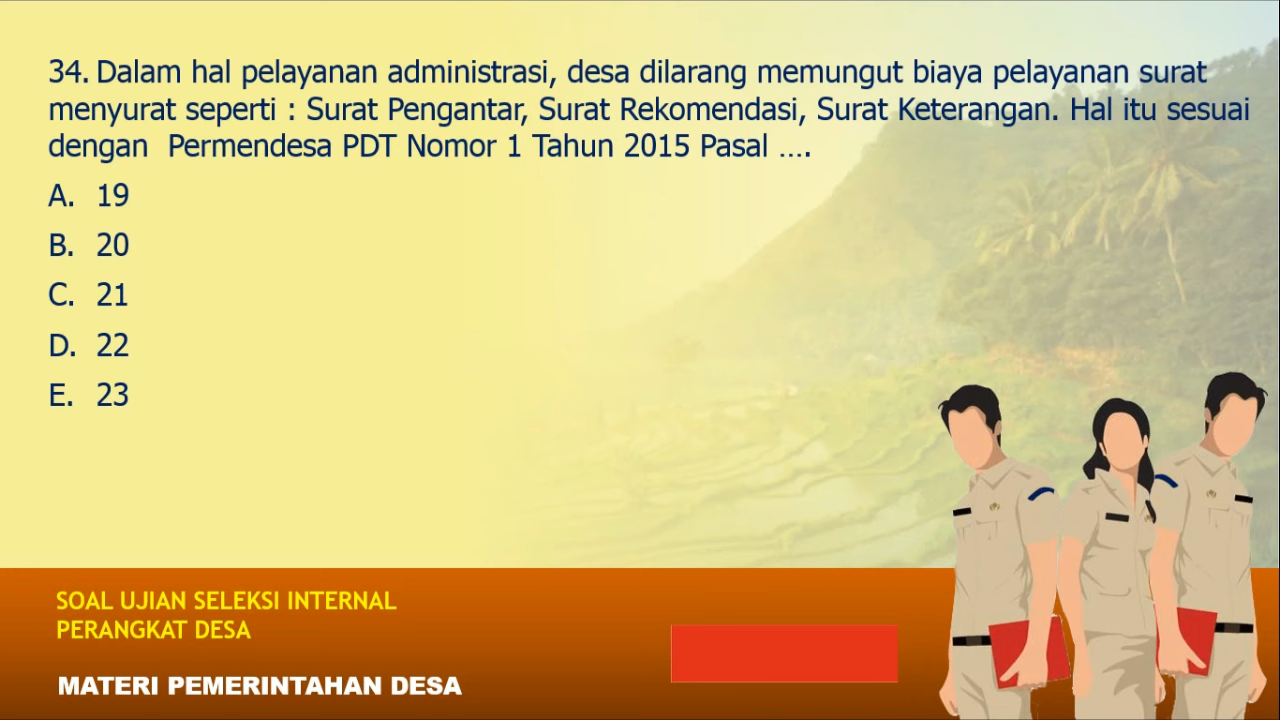 34. Dalam hal pelayanan administrasi, desa dilarang memungut biaya pelayanan surat
menyurat seperti : Surat Pengantar, Surat Rekomendasi, Surat Keterangan. Hal itu sesuai
dengan  Permendesa PDT Nomor 1 Tahun 2015 Pasal ….
A. 19
B. 20
C. 21
D. 22
E. 23
SOAL UJIAN SELEKSI INTERNAL
PERANGKAT DESA
MATERI PEMERINTAHAN DESA